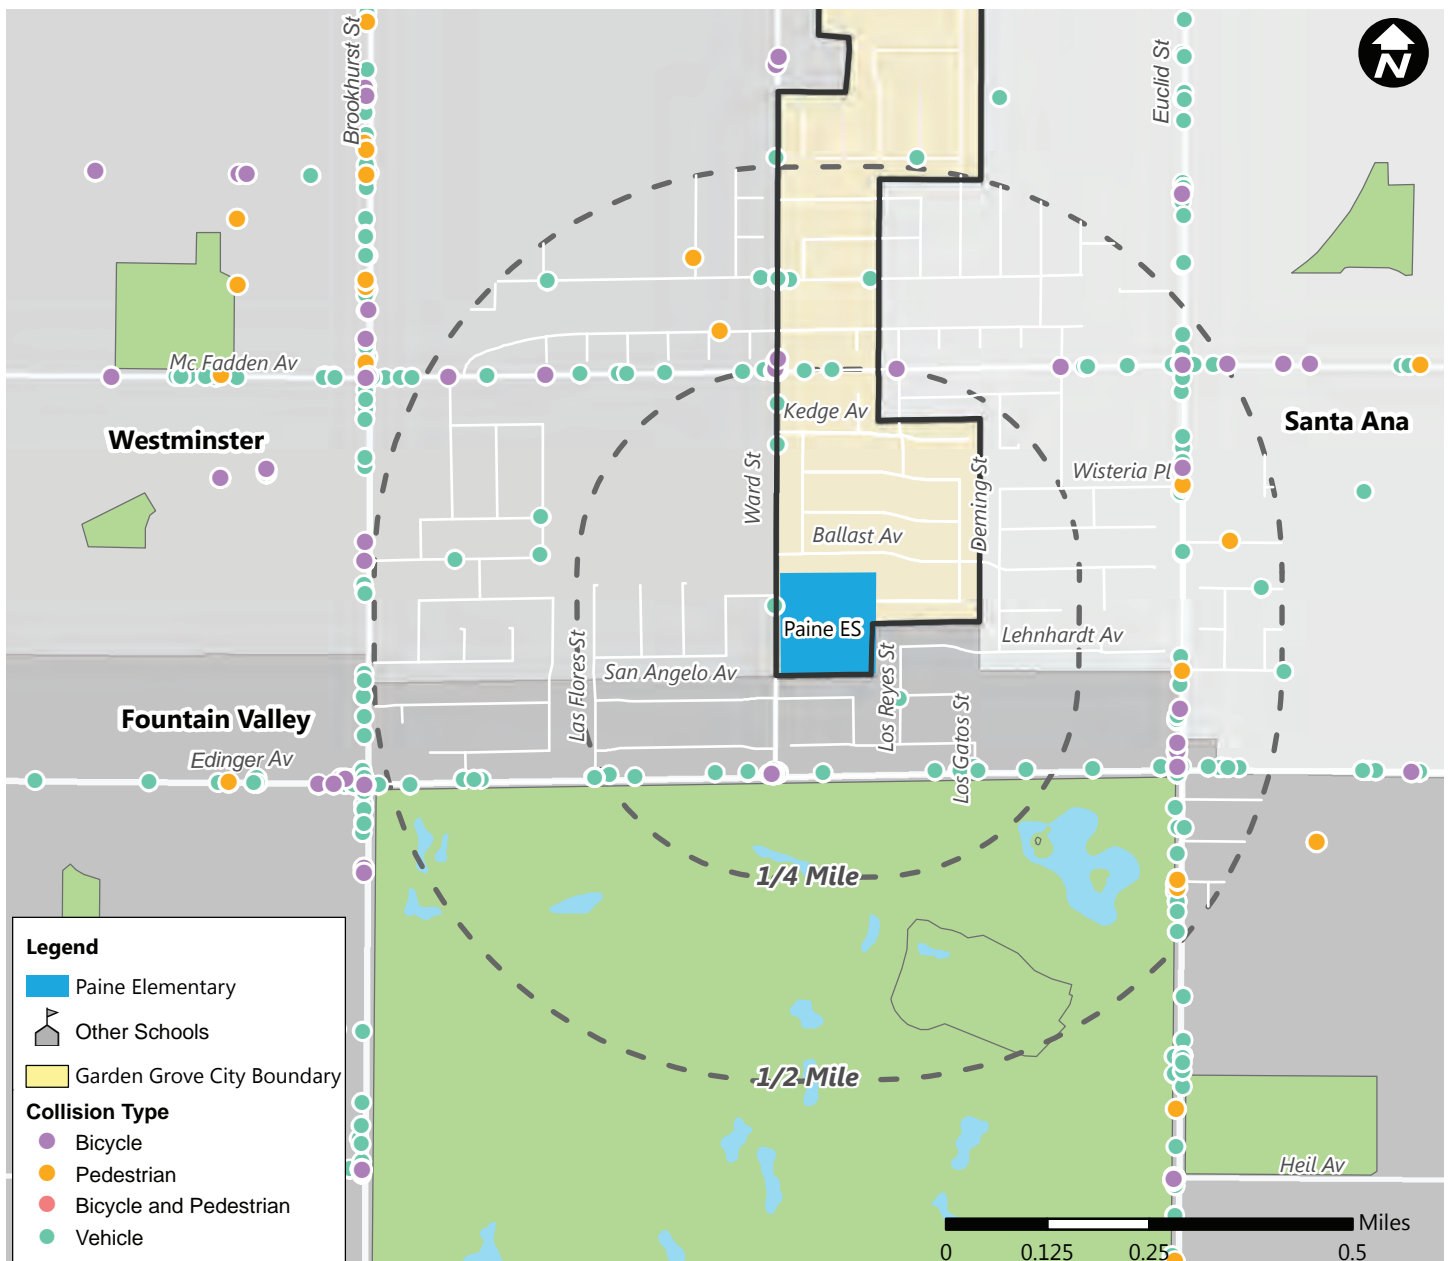 Brookhurst St
Euclid St
N
Mc Fadden Av
Westminster
Kedge Av
Santa Ana
Ward St
Deming St
Wisteria Pl
Ballast Av
Paine ES
Lehnhardt Av
Las Flores St
San Angelo Av
Los Reyes St
Los Gatos St
Fountain Valley
Edinger Av
1/4 Mile
1/2 Mile
Heil Av
Legend
Paine Elementary
Other Schools
Garden Grove City Boundary
Collision Type
Bicycle
Pedestrian
Bicycle and Pedestrian
Vehicle
Miles
0 0.125 0.25 0.5